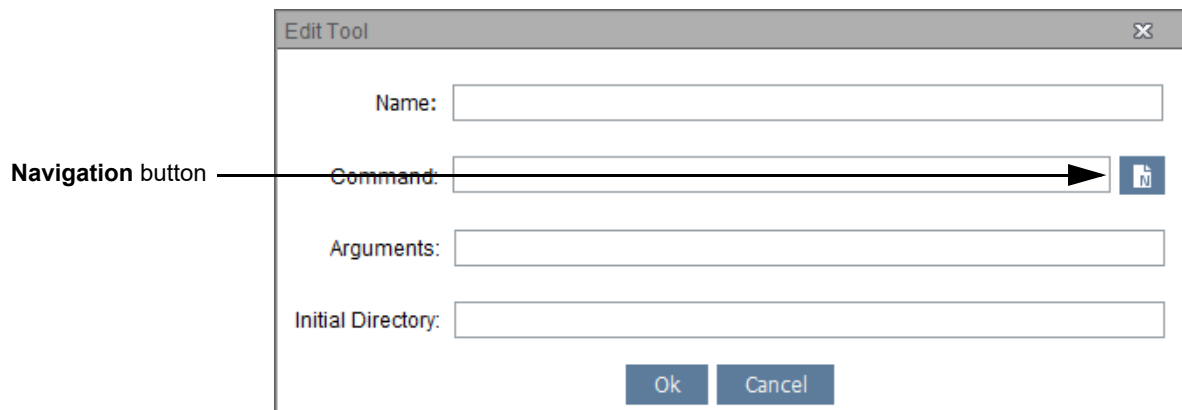 Edit Tool
Name:
Navigation button
Command:
N
Arguments:
Initial Directory:
Ok Cancel